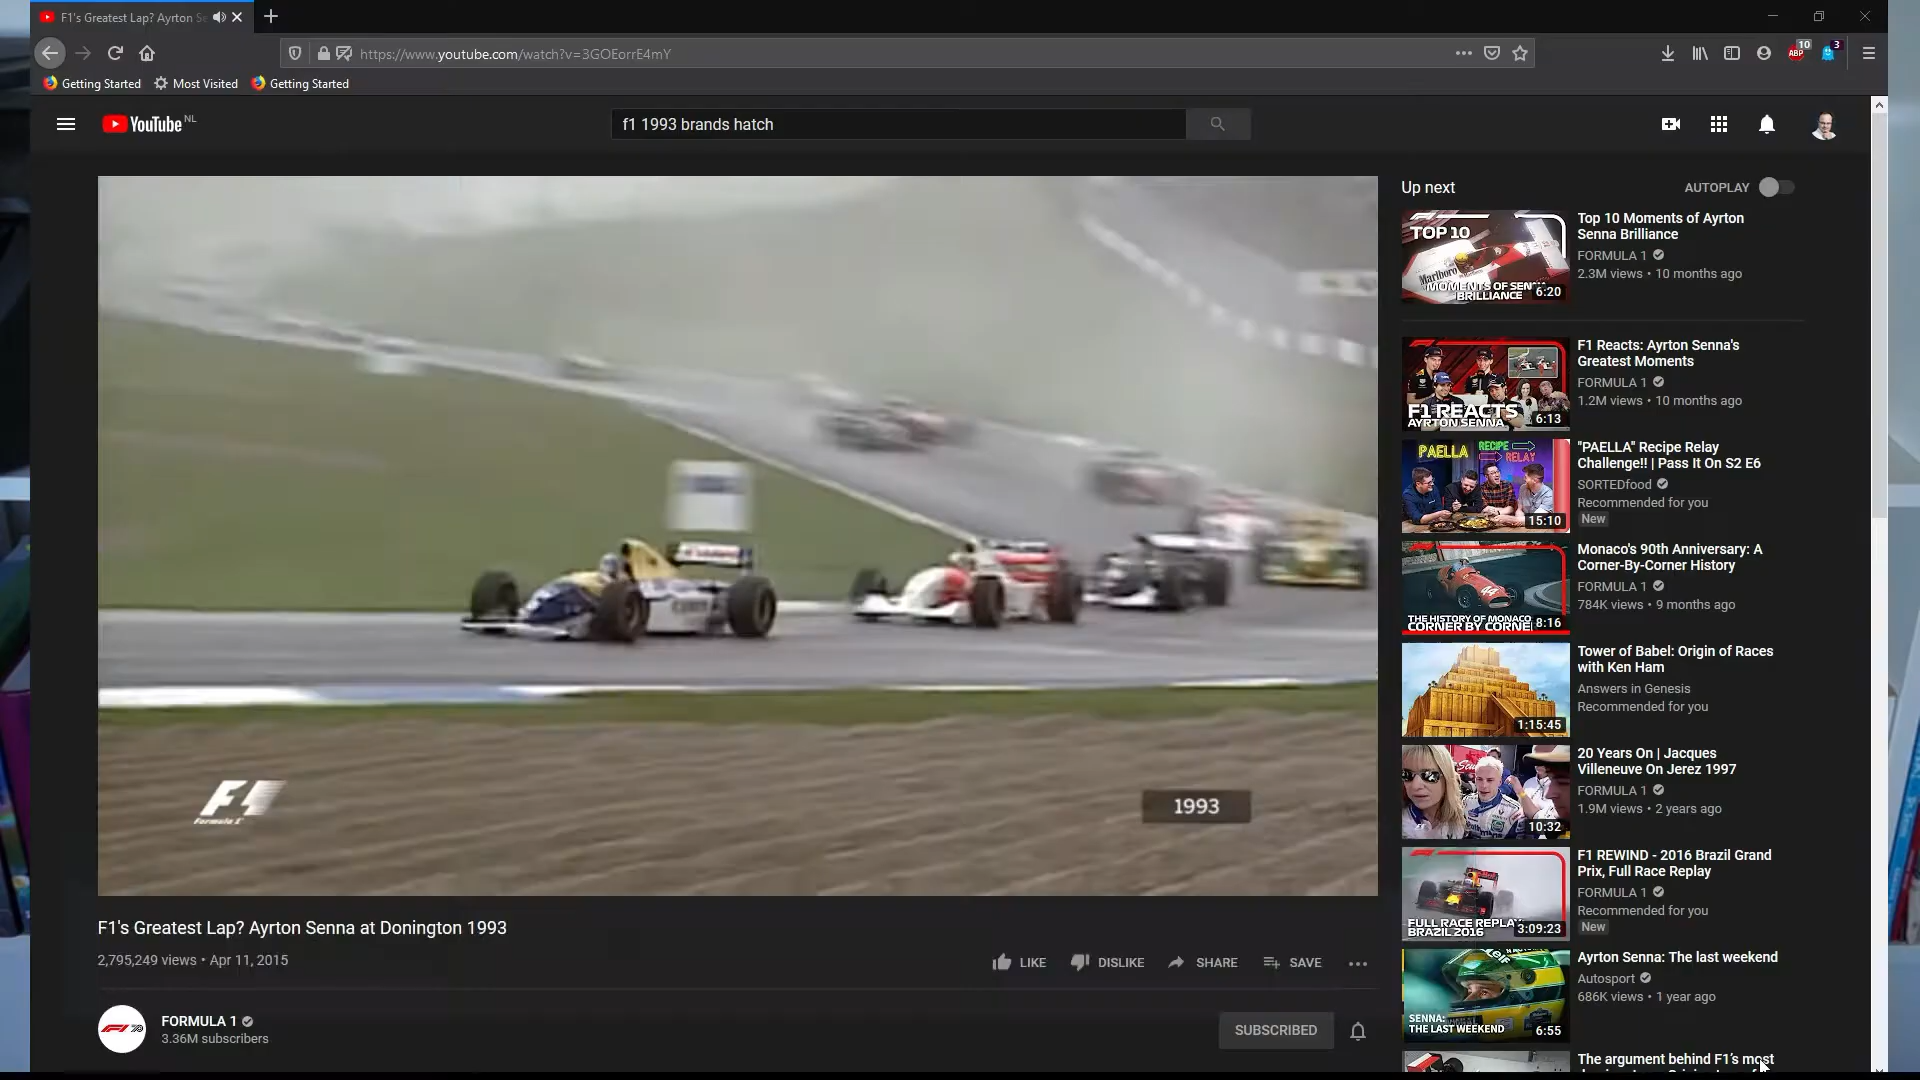 F1's Greatest Lap? Ayrton Se
https://www.youtube.com/watch?v=3GOEorrE4mY
10
3
Getting Started
Most Visited
Getting Started
YouTube NL
f1 1993 brands hatch
1993
F1
Formula 1
F1's Greatest Lap? Ayrton Senna at Donington 1993
2,795,249 views • Apr 11, 2015
LIKE
DISLIKE
SHARE
SAVE
FORMULA 1
3.36M subscribers
SUBSCRIBED
Up next
AUTOPLAY
TOP 10
Marlboro
MOMENTS OF SENNA
BRILLIANCE
6:20
Top 10 Moments of Ayrton
Senna Brilliance
FORMULA 1
2.3M views • 10 months ago
F1 REACTS
AYRTON SENNA
6:13
F1 Reacts: Ayrton Senna's
Greatest Moments
FORMULA 1
1.2M views • 10 months ago
PAELLA
RECIPE
RELAY
15:10
"PAELLA" Recipe Relay
Challenge!! | Pass It On S2 E6
SORTEDfood
Recommended for you
New
44
THE HISTORY OF MONACO
CORNER BY CORNE
8:16
Monaco's 90th Anniversary: A
Corner-By-Corner History
FORMULA 1
784K views • 9 months ago
1:15:45
Tower of Babel: Origin of Races
with Ken Ham
Answers in Genesis
Recommended for you
10:32
20 Years On | Jacques
Villeneuve On Jerez 1997
FORMULA 1
1.9M views • 2 years ago
FULL RACE REPLAY
BRAZIL 2016
3:09:23
F1 REWIND - 2016 Brazil Grand
Prix, Full Race Replay
FORMULA 1
Recommended for you
New
SENNA:
THE LAST WEEKEND
6:55
Ayrton Senna: The last weekend
Autosport
686K views • 1 year ago
The argument behind F1's most